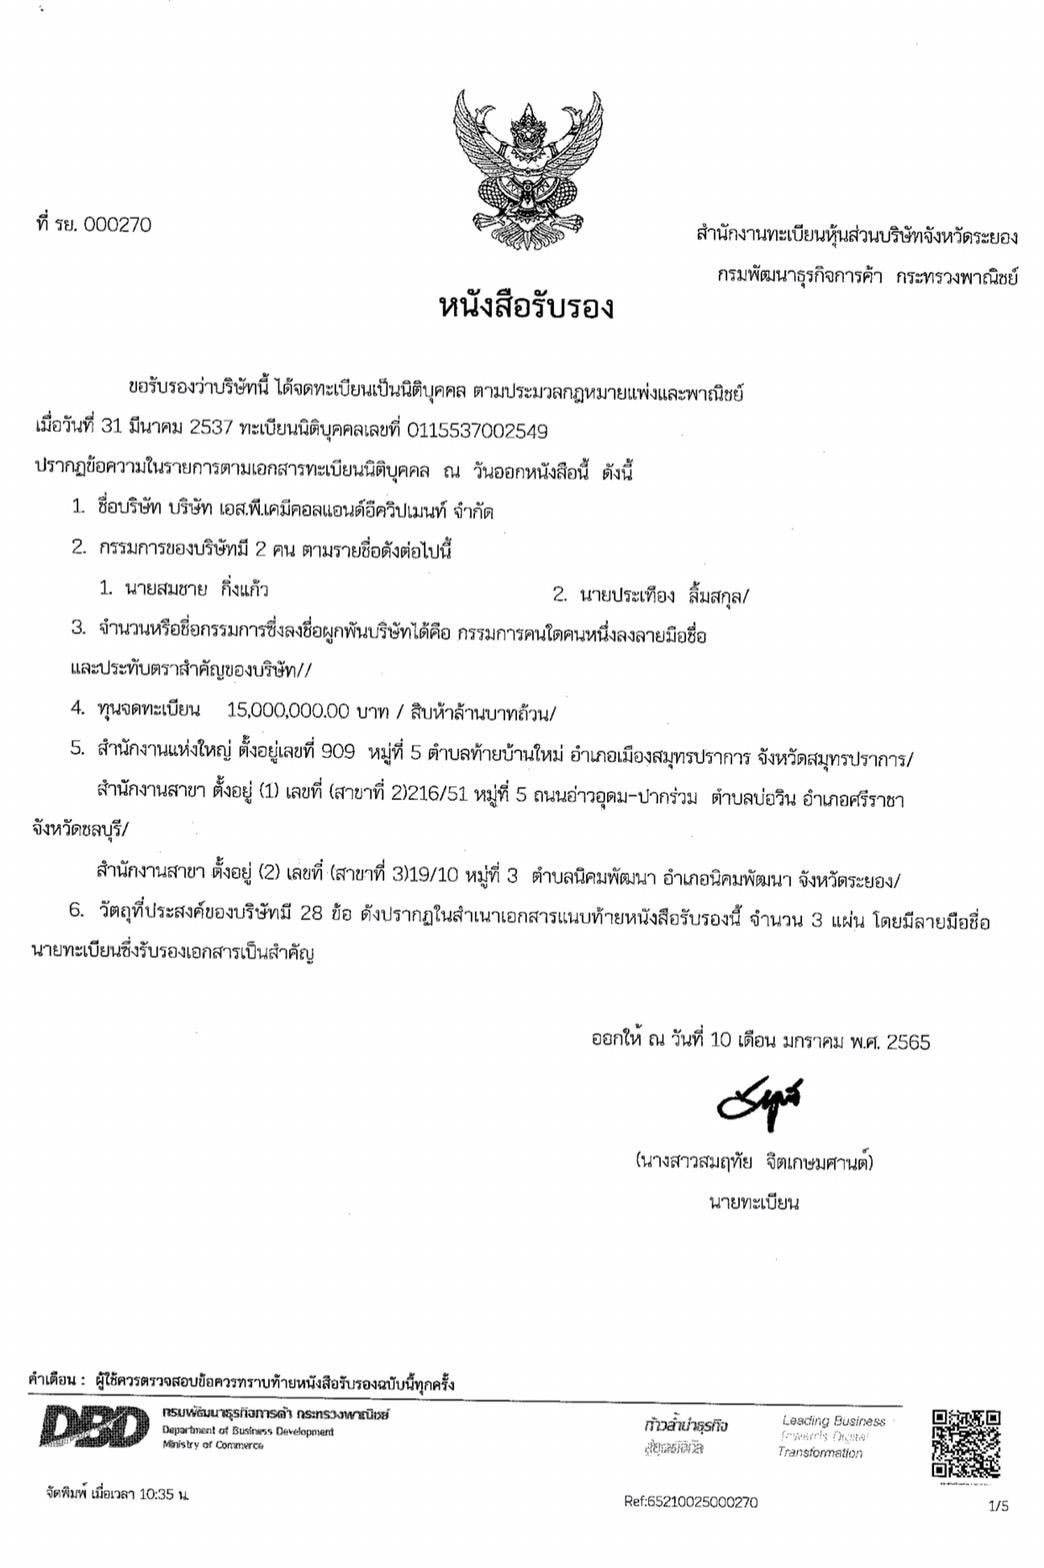 ที่ รย. 000270
สำนักงานทะเบียนหุ้นส่วนบริษัทจังหวัดระยอง
กรมพัฒนาธุรกิจการค้า กระทรวงพาณิชย์
หนังสือรับรอง
ขอรับรองว่าบริษัทนี้ ได้จดทะเบียนเป็นนิติบุคคล ตามประมวลกฎหมายแพ่งและพาณิชย์
เมื่อวันที่ 31 มีนาคม 2537 ทะเบียนนิติบุคคลเลขที่ 0115537002549
ปรากฏข้อความในรายการตามเอกสารทะเบียนนิติบุคคล ณ วันออกหนังสือนี้ ดังนี้
1. ชื่อบริษัท บริษัท เอส.พี.เคมีคอลแอนด์อีควิปเมนท์ จำกัด
2. กรรมการของบริษัทมี 2 คน ตามรายชื่อดังต่อไปนี้
1. นายสมชาย กิ่งแก้ว 2. นายประเทือง ลิ้มสกุล/
3. จำนวนหรือชื่อกรรมการซึ่งลงชื่อผูกพันบริษัทได้คือ กรรมการคนใดคนหนึ่งลงลายมือชื่อ
และประทับตราสำคัญของบริษัท//
4. ทุนจดทะเบียน 15,000,000.00 บาท / สิบห้าล้านบาทถ้วน/
5. สำนักงานแห่งใหญ่ ตั้งอยู่เลขที่ 909 หมู่ที่ 5 ตำบลท้ายบ้านใหม่ อำเภอเมืองสมุทรปราการ จังหวัดสมุทรปราการ/
สำนักงานสาขา ตั้งอยู่ (1) เลขที่ (สาขาที่ 2)216/51 หมู่ที่ 5 ถนนอ่าวอุดม-ปากร่วม ตำบลบ่อวิน อำเภอศรีราชา
จังหวัดชลบุรี/
สำนักงานสาขา ตั้งอยู่ (2) เลขที่ (สาขาที่ 3)19/10 หมู่ที่ 3 ตำบลนิคมพัฒนา อำเภอนิคมพัฒนา จังหวัดระยอง/
6. วัตถุที่ประสงค์ของบริษัทมี 28 ข้อ ดังปรากฏในสำเนาเอกสารแนบท้ายหนังสือรับรองนี้ จำนวน 3 แผ่น โดยมีลายมือชื่อ
นายทะเบียนซึ่งรับรองเอกสารเป็นสำคัญ
ออกให้ ณ วันที่ 10 เดือน มกราคม พ.ศ. 2565
(นางสาวสมฤทัย จิตเกษมศานต์)
นายทะเบียน
คำเตือน : ผู้ใช้ควรตรวจสอบข้อควรทราบท้ายหนังสือรับรองฉบับนี้ทุกครั้ง
DBD กรมพัฒนาธุรกิจการค้า กระทรวงพาณิชย์
Department of Business Development
Ministry of Commerce
ก้าวล้ำนำธุรกิจ
สู่ยุคดิจิทัล
Leading Business
Towards Digital
Transformation
จัดพิมพ์ เมื่อเวลา 10:35 น.
Ref:65210025000270
1/5